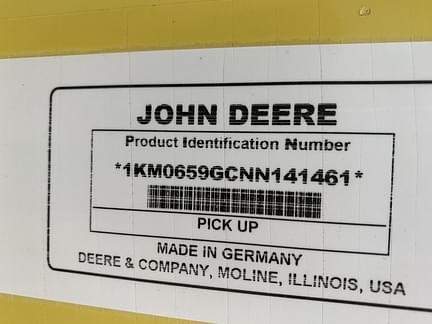 JOHN DEERE
Product Identification Number
*1KM0659GCNN141461*
PICK UP
MADE IN GERMANY
DEERE & COMPANY, MOLINE, ILLINOIS, USA